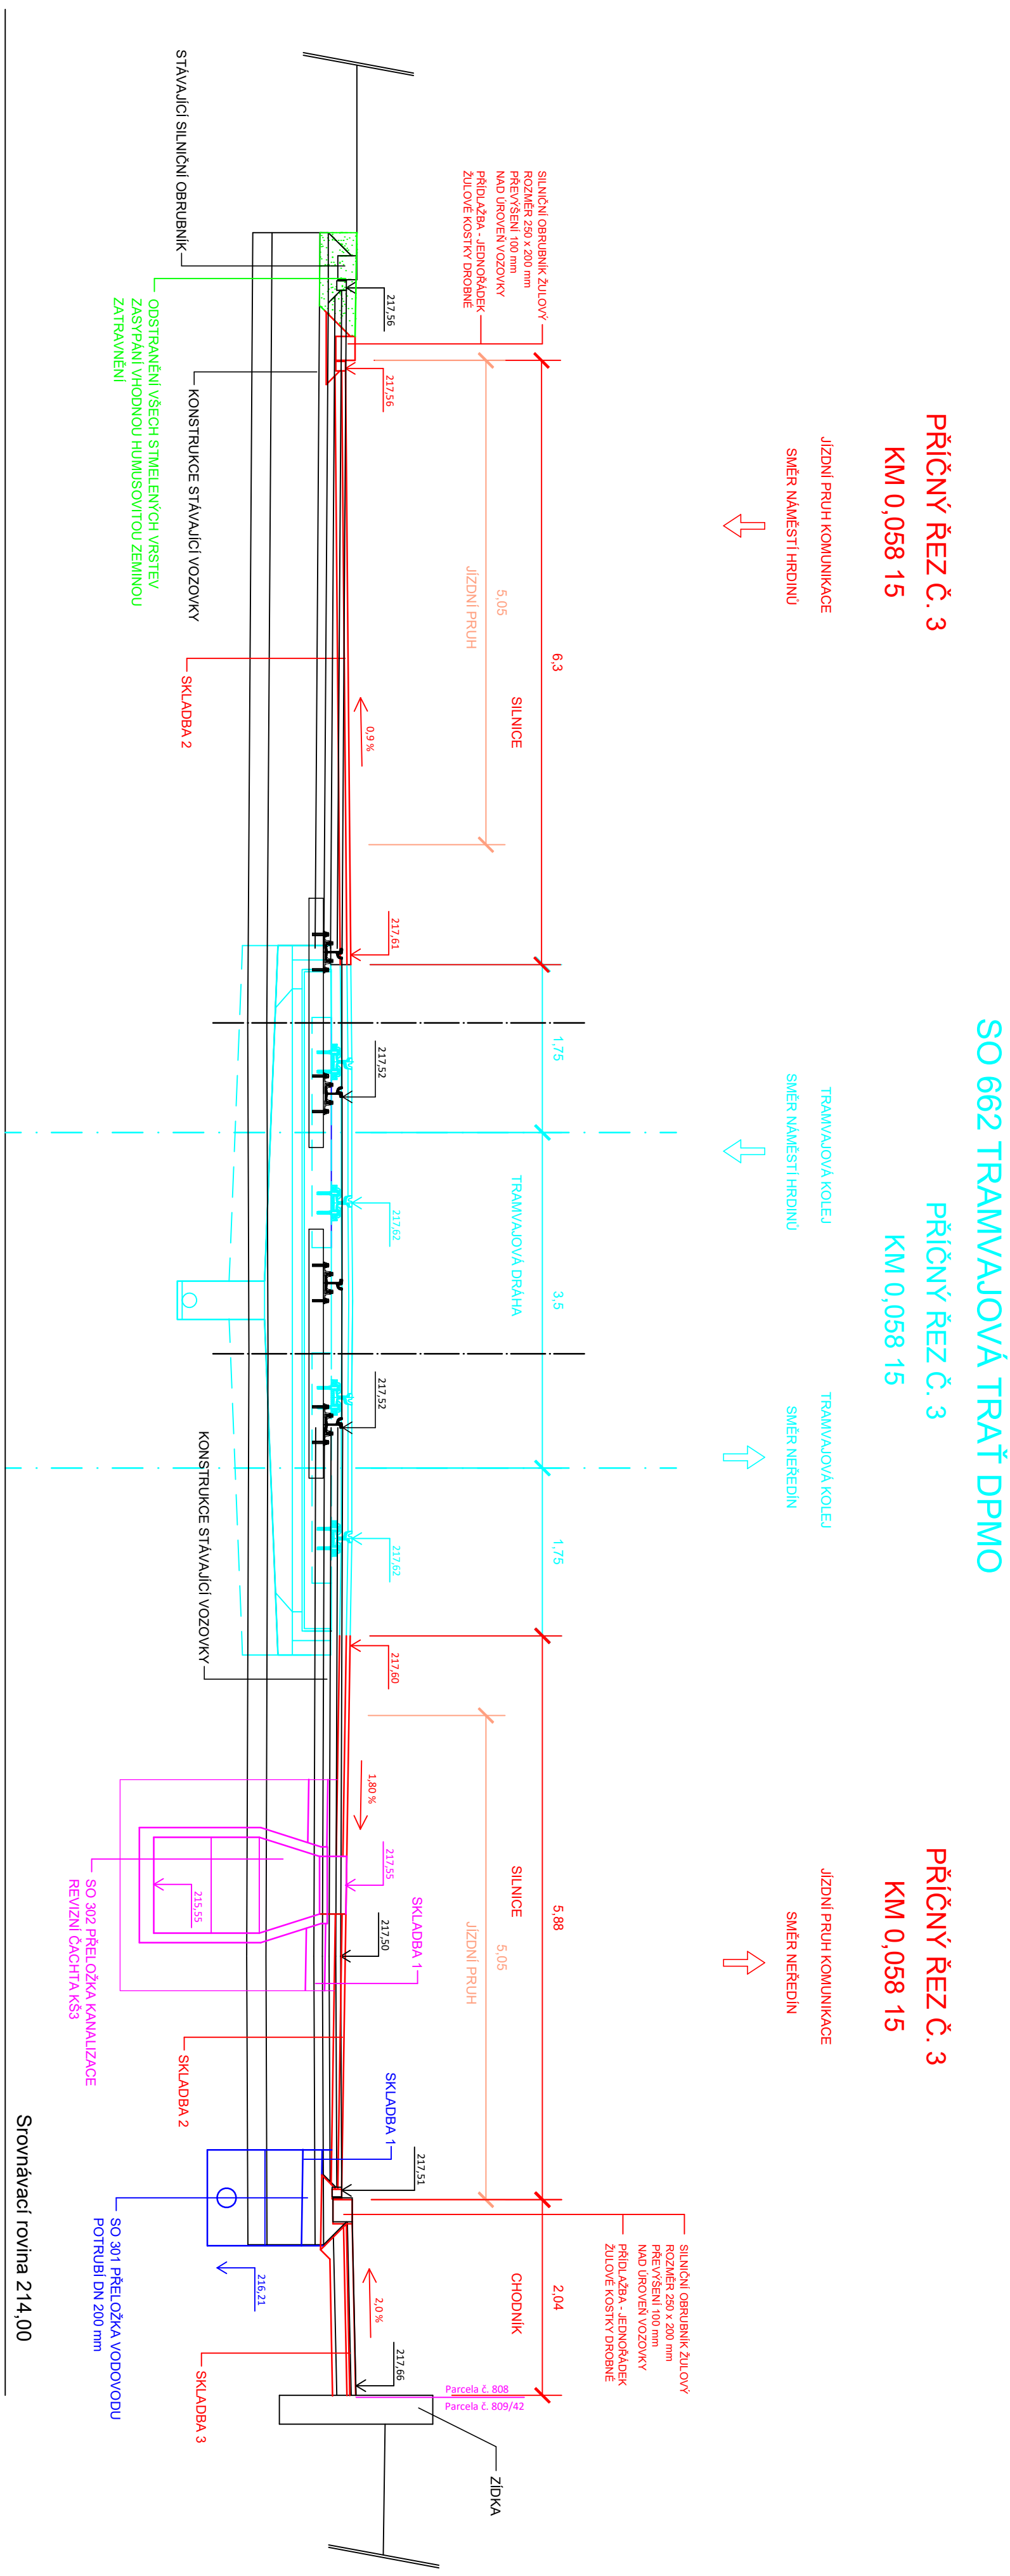 SO 662 TRAMVAJOVÁ TRAŤ DPMO
PŘÍČNÝ ŘEZ Č. 3
KM 0,058 15
PŘÍČNÝ ŘEZ Č. 3
KM 0,058 15
PŘÍČNÝ ŘEZ Č. 3
KM 0,058 15
JÍZDNÍ PRUH KOMUNIKACE
SMĚR NÁMĚSTÍ HRDINŮ
TRAMVAJOVÁ KOLEJ
SMĚR NÁMĚSTÍ HRDINŮ
TRAMVAJOVÁ KOLEJ
SMĚR NEŘEDÍN
JÍZDNÍ PRUH KOMUNIKACE
SMĚR NEŘEDÍN
SILNIČNÍ OBRUBNÍK ŽULOVÝ
ROZMĚR 250 x 200 mm
PŘEVÝŠENÍ 100 mm
NAD ÚROVEŇ VOZOVKY
PŘÍDLAŽBA - JEDNOŘÁDEK
ŽULOVÉ KOSTKY DROBNÉ
6,3
SILNICE
5,05
JÍZDNÍ PRUH
1,75
3,5
TRAMVAJOVÁ DRÁHA
1,75
5,88
SILNICE
5,05
JÍZDNÍ PRUH
2,04
CHODNÍK
SILNIČNÍ OBRUBNÍK ŽULOVÝ
ROZMĚR 250 x 200 mm
PŘEVÝŠENÍ 100 mm
NAD ÚROVEŇ VOZOVKY
PŘÍDLAŽBA - JEDNOŘÁDEK
ŽULOVÉ KOSTKY DROBNÉ
Parcela č. 808
Parcela č. 809/42
ZÍDKA
217,56
217,56
0,9 %
217,61
217,52
217,62
217,52
217,62
217,60
1,80 %
217,55
217,50
SKLADBA 1
SKLADBA 1
217,51
2,0 %
217,66
STÁVAJÍCÍ SILNIČNÍ OBRUBNÍK
ODSTRANĚNÍ VŠECH STMELENÝCH VRSTEV
ZASYPÁNÍ VHODNOU HUMUSOVITOU ZEMINOU
ZATRAVNĚNÍ
KONSTRUKCE STÁVAJÍCÍ VOZOVKY
SKLADBA 2
KONSTRUKCE STÁVAJÍCÍ VOZOVKY
215,55
SO 302 PŘELOŽKA KANALIZACE
REVIZNÍ ČACHTA KŠ3
SKLADBA 2
216,21
SO 301 PŘELOŽKA VODOVODU
POTRUBÍ DN 200 mm
SKLADBA 3
Srovnávací rovina 214,00